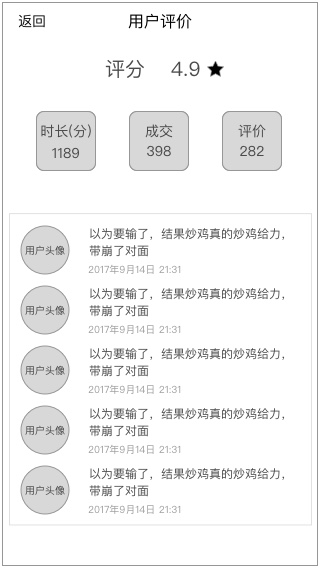 返回 用户评价
评分 4.9
时长(分) 成交 评价
1189 398 282
用户头像
以为要输了，结果炒鸡真的炒鸡给力，
带崩了对面
2017年9月14日 21:31
用户头像
以为要输了，结果炒鸡真的炒鸡给力，
带崩了对面
2017年9月14日 21:31
用户头像
以为要输了，结果炒鸡真的炒鸡给力，
带崩了对面
2017年9月14日 21:31
用户头像
以为要输了，结果炒鸡真的炒鸡给力，
带崩了对面
2017年9月14日 21:31
用户头像
以为要输了，结果炒鸡真的炒鸡给力，
带崩了对面
2017年9月14日 21:31